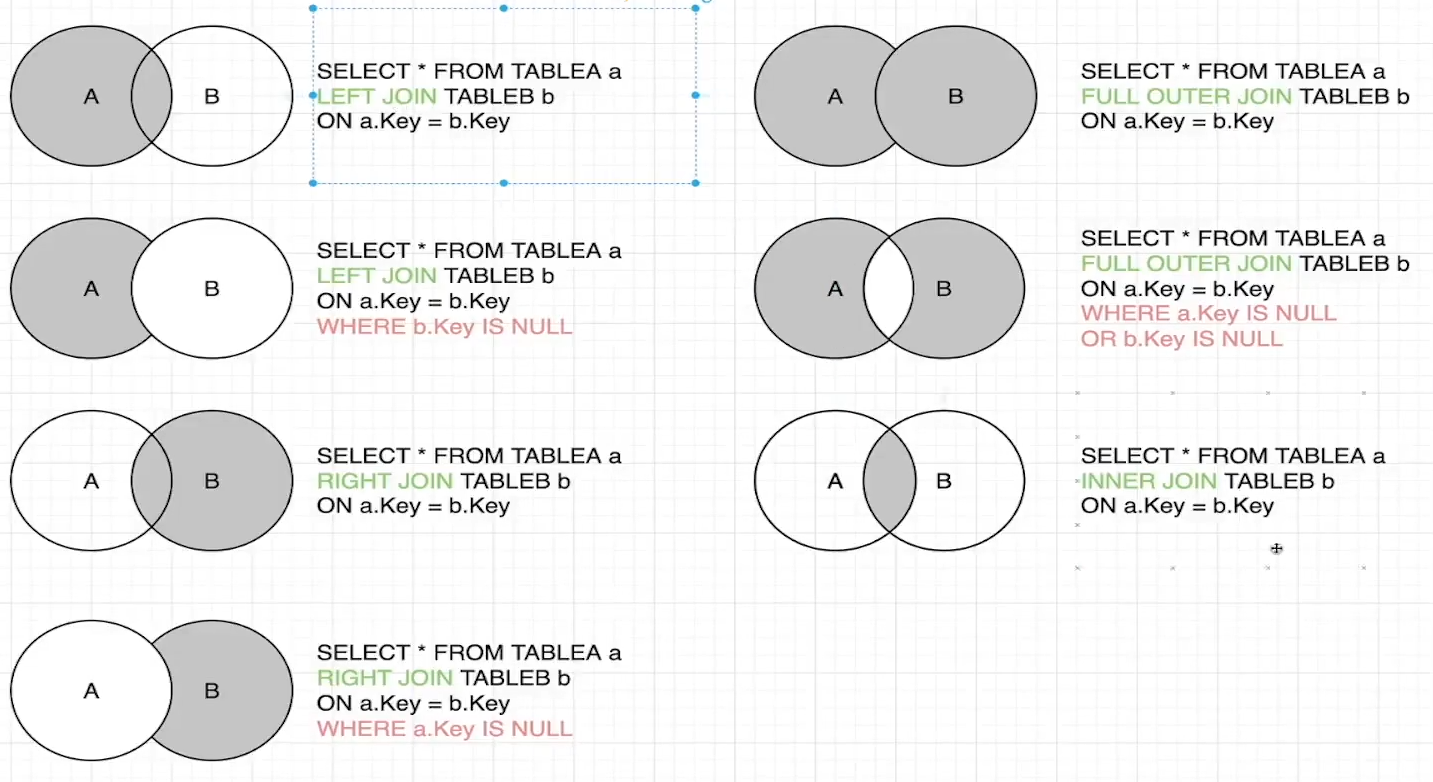 A
B
SELECT * FROM TABLEA a
LEFT JOIN TABLEB b
ON a.Key = b.Key
A
B
SELECT * FROM TABLEA a
FULL OUTER JOIN TABLEB b
ON a.Key = b.Key
A
B
SELECT * FROM TABLEA a
LEFT JOIN TABLEB b
ON a.Key = b.Key
WHERE b.Key IS NULL
A
B
SELECT * FROM TABLEA a
FULL OUTER JOIN TABLEB b
ON a.Key = b.Key
WHERE a.Key IS NULL
OR b.Key IS NULL
A
B
SELECT * FROM TABLEA a
RIGHT JOIN TABLEB b
ON a.Key = b.Key
A
B
SELECT * FROM TABLEA a
INNER JOIN TABLEB b
ON a.Key = b.Key
A
B
SELECT * FROM TABLEA a
RIGHT JOIN TABLEB b
ON a.Key = b.Key
WHERE a.Key IS NULL